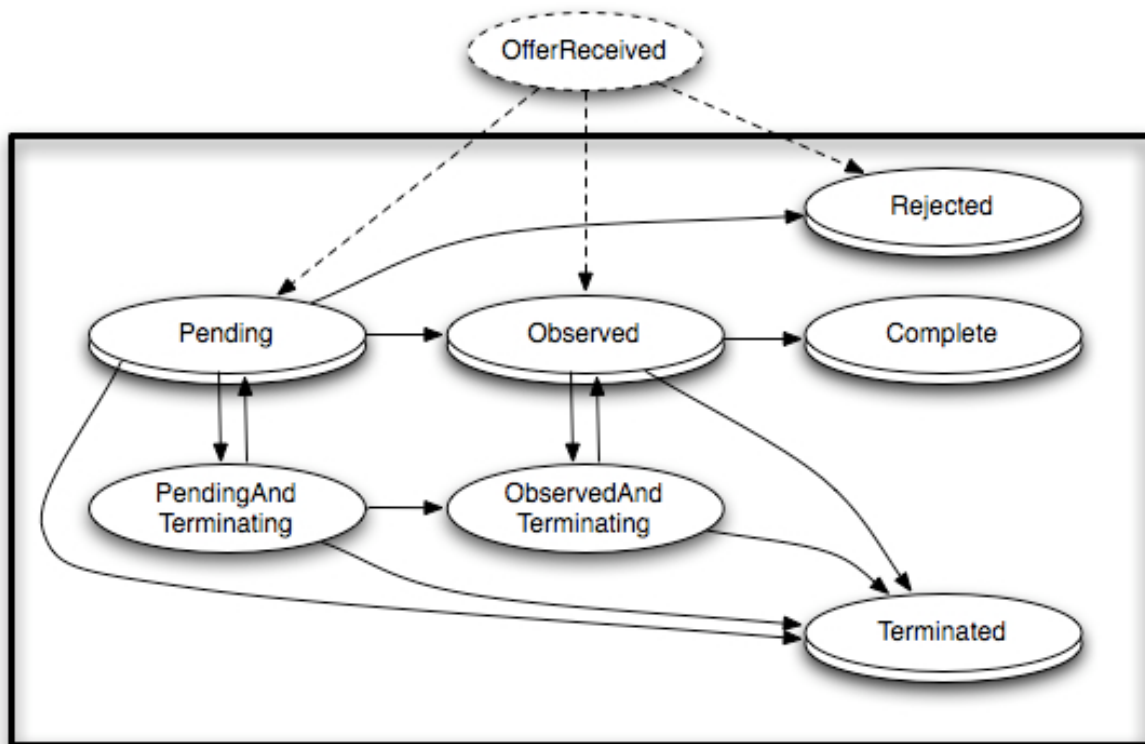 OfferReceived
Rejected
Pending
Observed
Complete
PendingAnd
Terminating
ObservedAnd
Terminating
Terminated